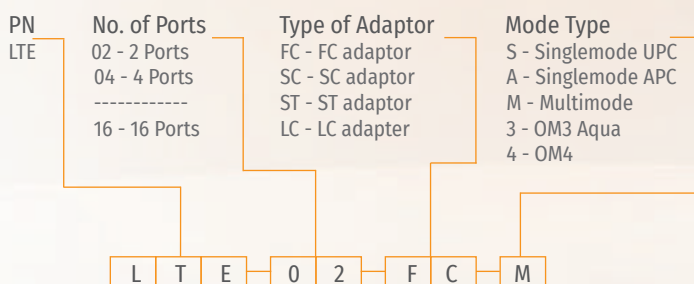 PN
LTE
No. of Ports
02 - 2 Ports
04 - 4 Ports
------------
16 - 16 Ports
Type of Adaptor
FC - FC adaptor
SC - SC adaptor
ST - ST adaptor
LC - LC adapter
Mode Type
S - Singlemode UPC
A - Singlemode APC
M - Multimode
3 - OM3 Aqua
4 - OM4
L T E - 0 2 - F C - M